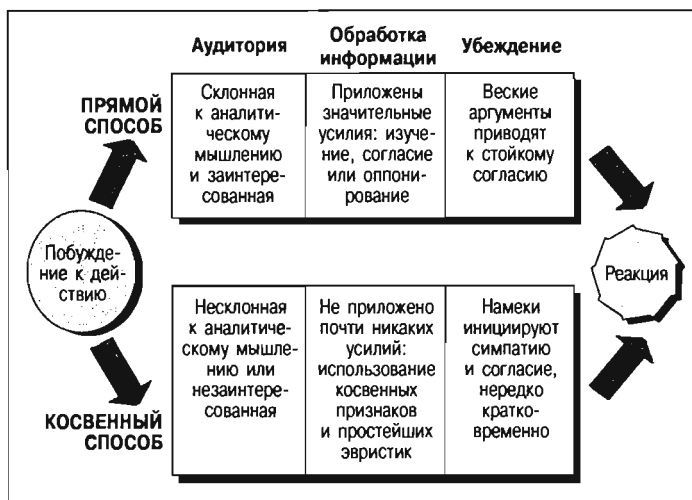 Аудитория
Обработка
информации
Убеждение
ПРЯМОЙ
СПОСОБ
Склонная
к аналити-
ческому
мышлению
и заинтере-
сованная
Приложены
значительные
усилия: изуче-
ние, согласие
или оппони-
рование
Веские
аргументы
приводят
к стойкому
согласию
Побужде-
ние к дей-
ствию
Реакция
КОСВЕННЫЙ
СПОСОБ
Несклонная
к аналитиче-
скому мышле-
нию или
незаинтере-
сованная
Не приложено
почти никаких
усилий:
использование
косвенных
признаков
и простейших
эвристик
Намеки
инициируют
симпатию
и согласие,
нередко
кратко-
временно